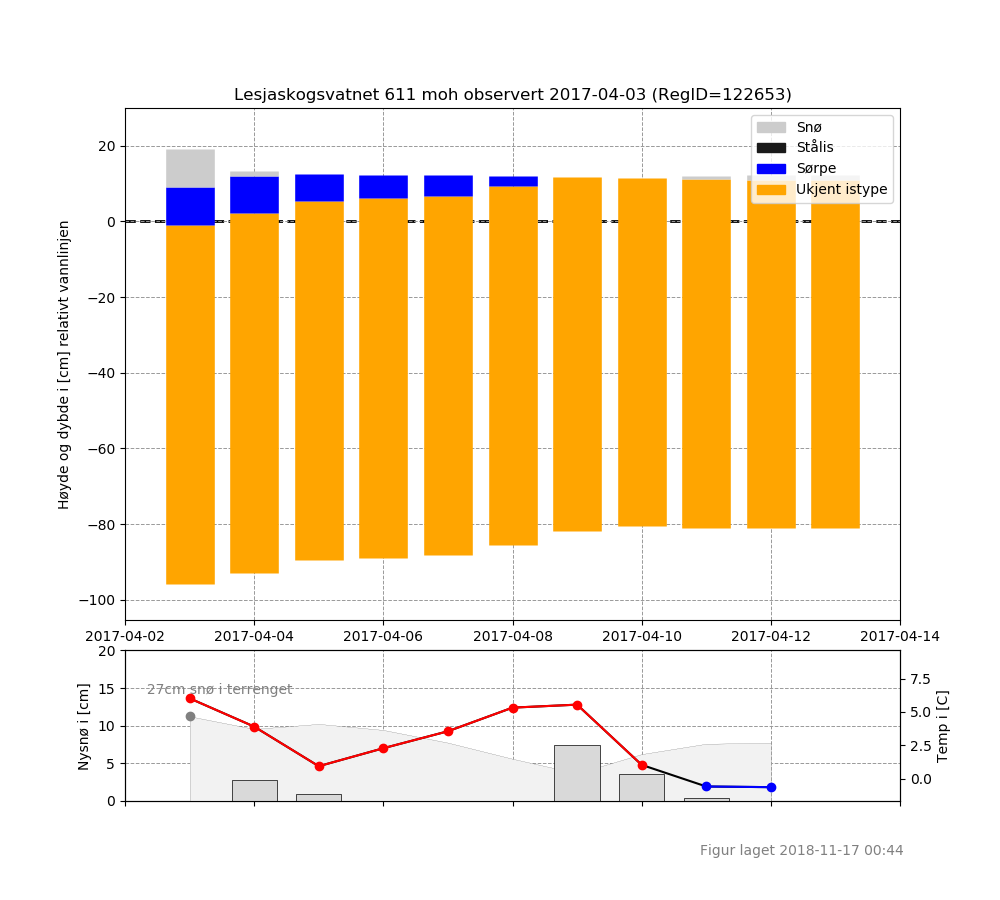 Lesjaskogsvatnet 611 moh observert 2017-04-03 (RegID=122653)
Snø
Stålis
Sørpe
Ukjent istype
20
0
−20
−40
−60
−80
−100
Høyde og dybde i [cm] relativt vannlinjen
2017-04-02 2017-04-04 2017-04-06 2017-04-08 2017-04-10 2017-04-12 2017-04-14
27cm snø i terrenget
20
15
10
5
0
Nysnø i [cm]
7.5
5.0
2.5
0.0
Temp i [C]
Figur laget 2018-11-17 00:44